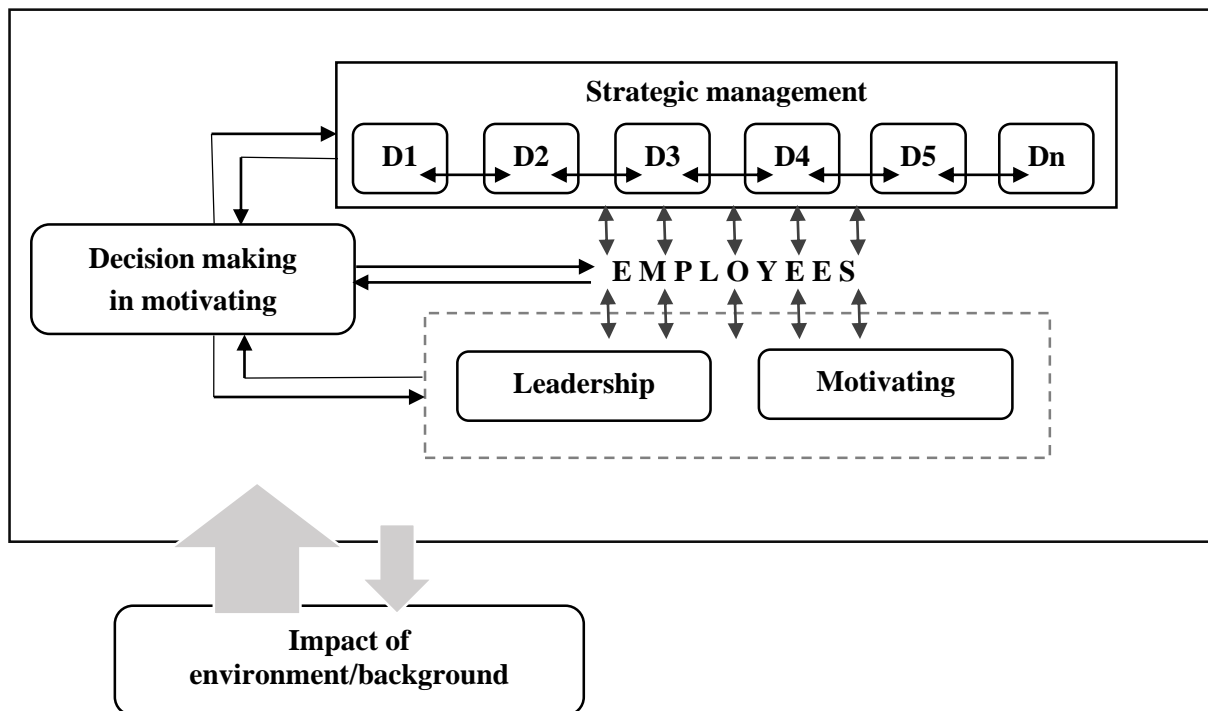 Strategic management
D1 D2 D3 D4 D5 Dn
Decision making
in motivating
E M P L O Y E E S
Leadership
Motivating
Impact of
environment/background